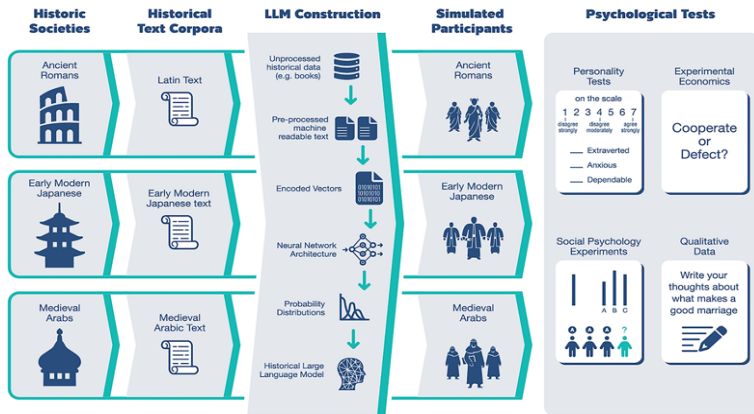 Historic
Societies
Historical
Text Corpora
LLM Construction
Simulated
Participants
Psychological Tests
Ancient
Romans
Latin Text
Early Modern
Japanese
Early Modern
Japanese text
Medieval
Arabs
Medieval
Arabic Text
Unprocessed
historical data
(e.g. books)
Pre-processed
machine
readable text
Encoded Vectors
01010101
01010101
Neural Network
Architecture
Probability
Distributions
Historical Large
Language Model
Ancient
Romans
Early Modern
Japanese
Medieval
Arabs
Personality
Tests
on the scale
1 2 3 4 5 6 7
disagree strongly
disagree moderately
agree strongly
Extraverted
Anxious
Dependable
Experimental
Economics
Cooperate
or
Defect?
Social Psychology
Experiments
A B C
A A A ?
Qualitative
Data
Write your
thoughts about
what makes a
good marriage